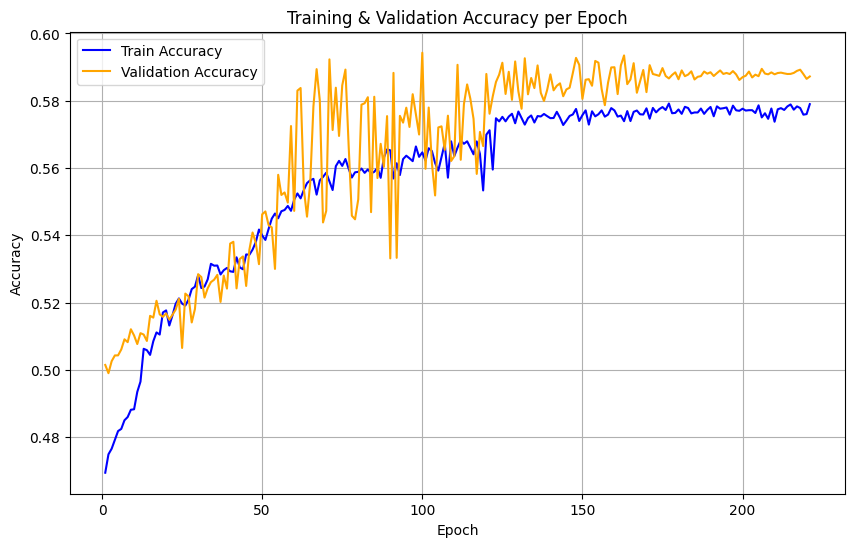 Training & Validation Accuracy per Epoch
Train Accuracy
Validation Accuracy
Accuracy
0.60
0.58
0.56
0.54
0.52
0.50
0.48
0 50 100 150 200
Epoch